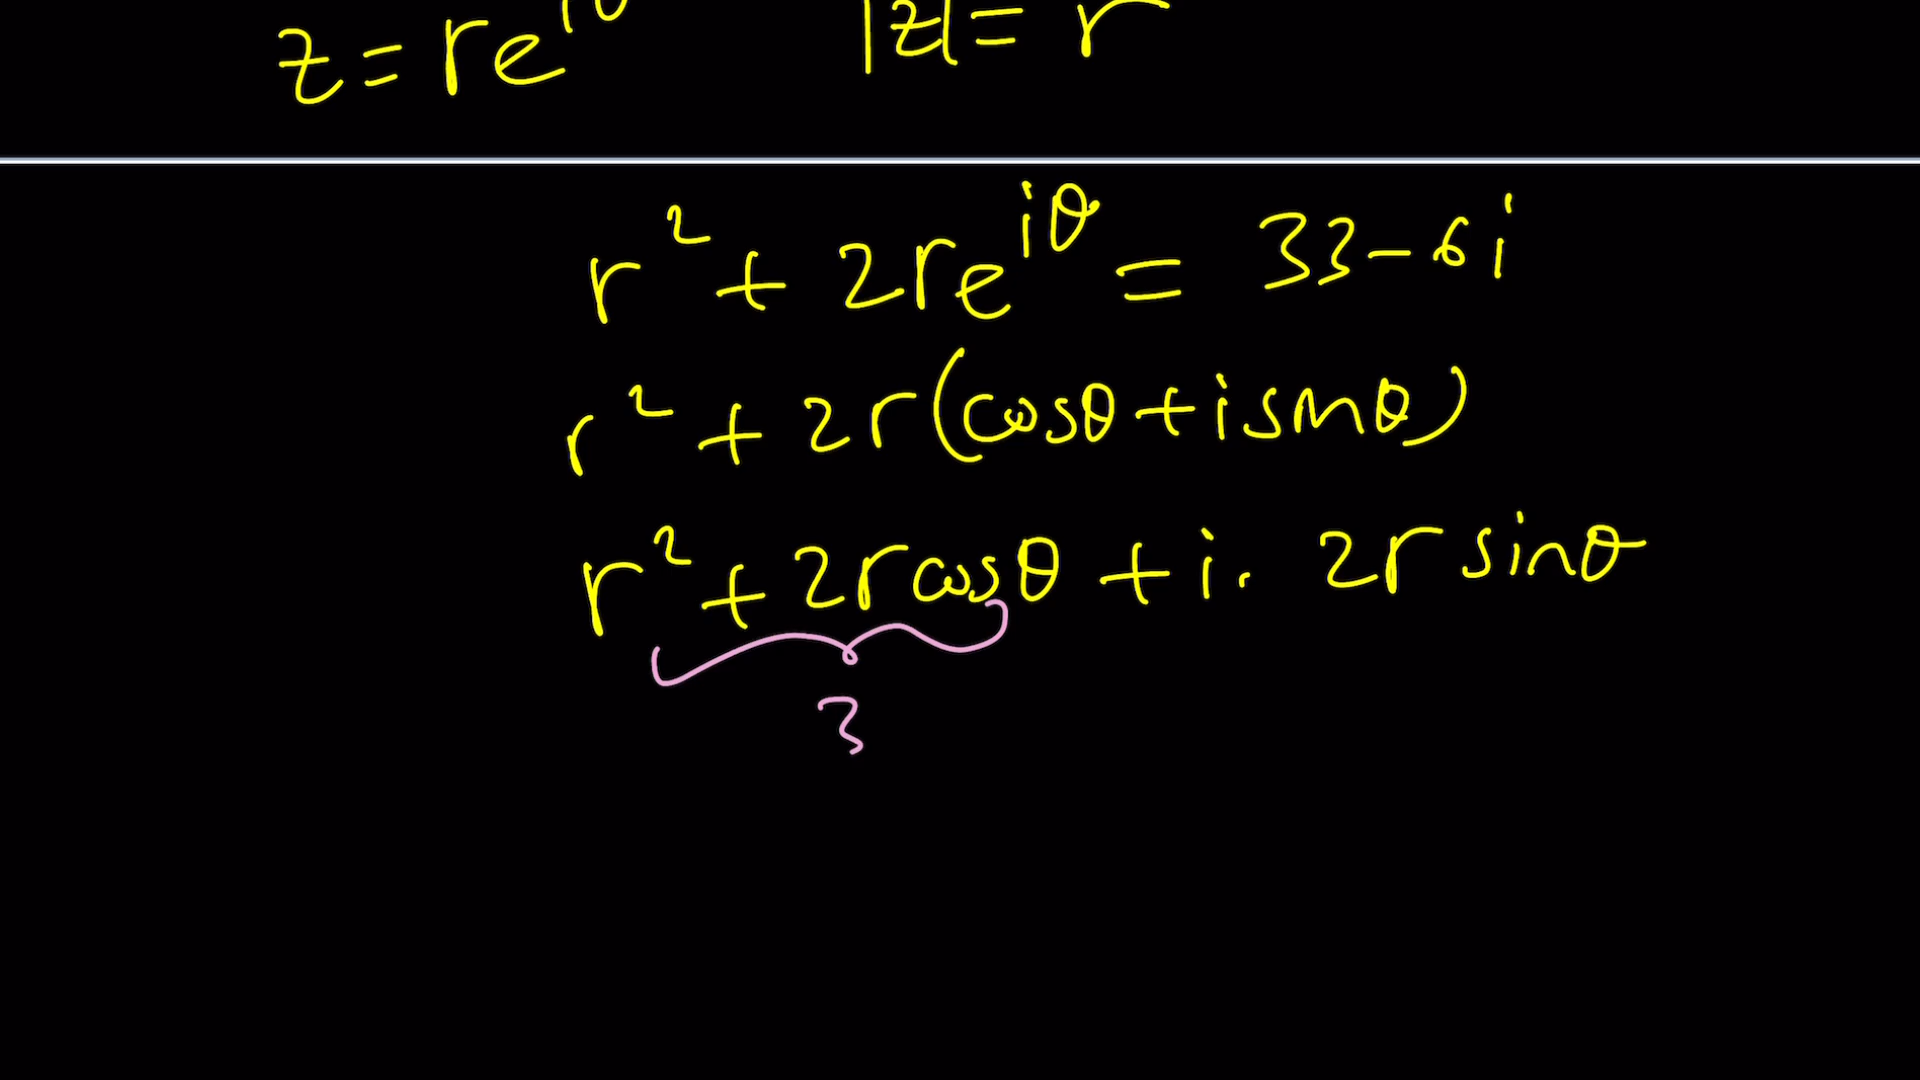 z = re^{iθ} |z| = r
r² + 2re^{iθ} = 33 - 6i
r² + 2r(cosθ + i sinθ)
r² + 2r cosθ + i. 2r sinθ
3